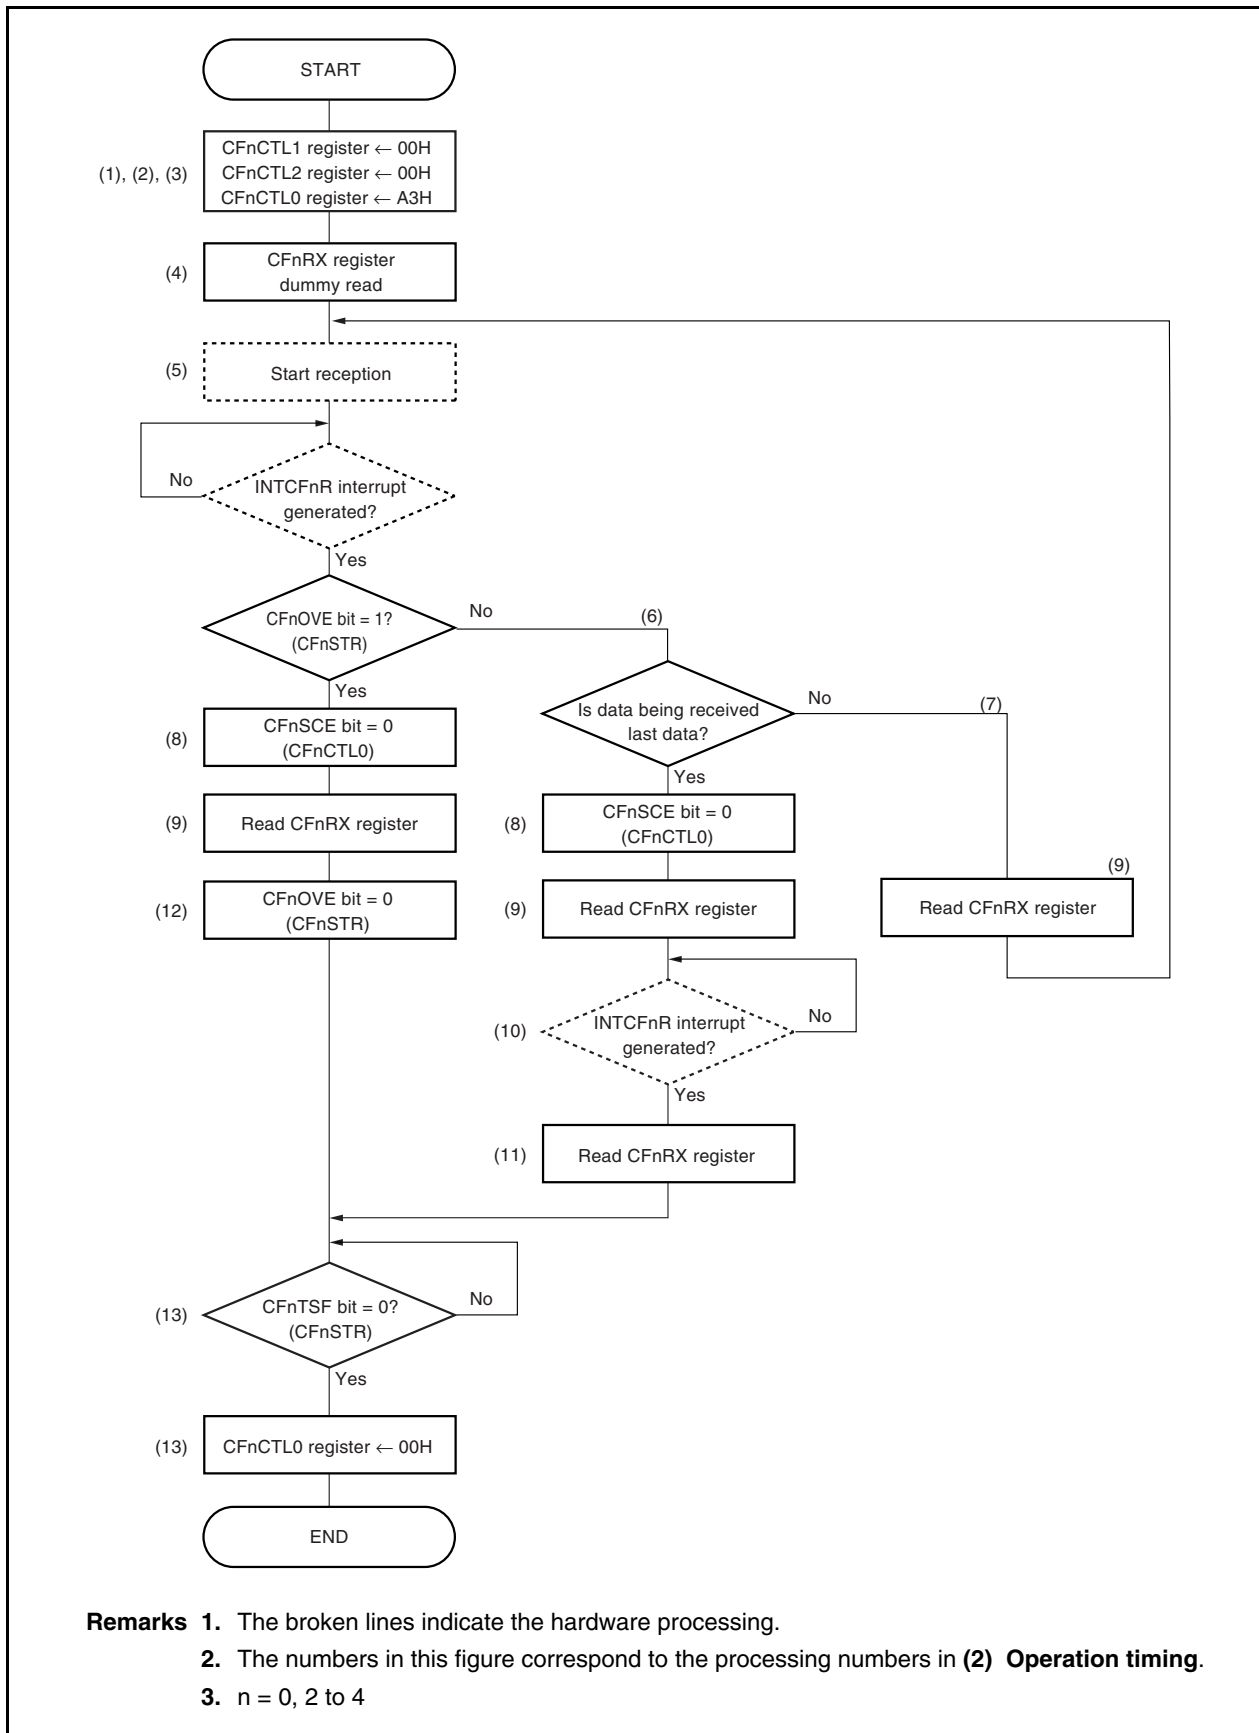 START
(1), (2), (3)
CFnCTL1 register ← 00H
CFnCTL2 register ← 00H
CFnCTL0 register ← A3H
(4)
CFnRX register
dummy read
(5)
Start reception
No
INTCFnR interrupt
generated?
Yes
CFnOVE bit = 1?
(CFnSTR)
No
(6)
Yes
Is data being received
last data?
No
(7)
Yes
(8)
CFnSCE bit = 0
(CFnCTL0)
(8)
CFnSCE bit = 0
(CFnCTL0)
(9)
Read CFnRX register
(9)
Read CFnRX register
(9)
Read CFnRX register
(12)
CFnOVE bit = 0
(CFnSTR)
(10)
INTCFnR interrupt
generated?
No
Yes
(11)
Read CFnRX register
(13)
CFnTSF bit = 0?
(CFnSTR)
No
Yes
(13)
CFnCTL0 register ← 00H
END
Remarks 1. The broken lines indicate the hardware processing.
2. The numbers in this figure correspond to the processing numbers in (2) Operation timing.
3. n = 0, 2 to 4